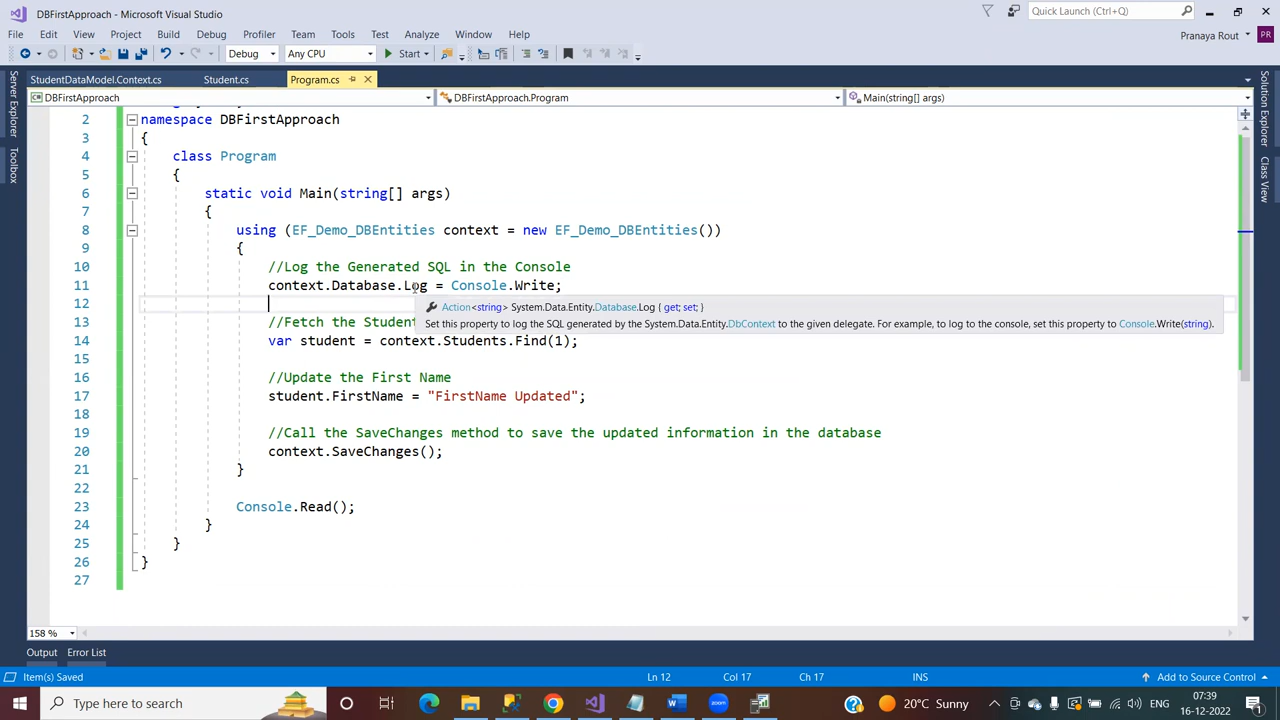 DBFirstApproach - Microsoft Visual Studio
Quick Launch (Ctrl+Q)
File Edit View Project Build Debug Profiler Team Tools Test Analyze Window Help
Pranaya Rout PR
Debug Any CPU Start
StudentDataModel.Context.cs Student.cs Program.cs
DBFirstApproach DBFirstApproach.Program Main(string[] args)
Server Explorer
Toolbox
Solution Explorer
Class View
2 namespace DBFirstApproach
3 {
4 class Program
5 {
6 static void Main(string[] args)
7 {
8 using (EF_Demo_DBEntities context = new EF_Demo_DBEntities())
9 {
10 //Log the Generated SQL in the Console
11 context.Database.Log = Console.Write;
12
Action<string> System.Data.Entity.Database.Log { get; set; }
13 //Fetch the Student
Set this property to log the SQL generated by the System.Data.Entity.DbContext to the given delegate. For example, to log to the console, set this property to Console.Write(string).
14 var student = context.Students.Find(1);
15
16 //Update the First Name
17 student.FirstName = "FirstName Updated";
18
19 //Call the SaveChanges method to save the updated information in the database
20 context.SaveChanges();
21 }
22
23 Console.Read();
24 }
25 }
26 }
27
158 %
Output Error List
Item(s) Saved Ln 12 Col 17 Ch 17 INS Add to Source Control
Type here to search
20°C Sunny
ENG
07:39
16-12-2022
1